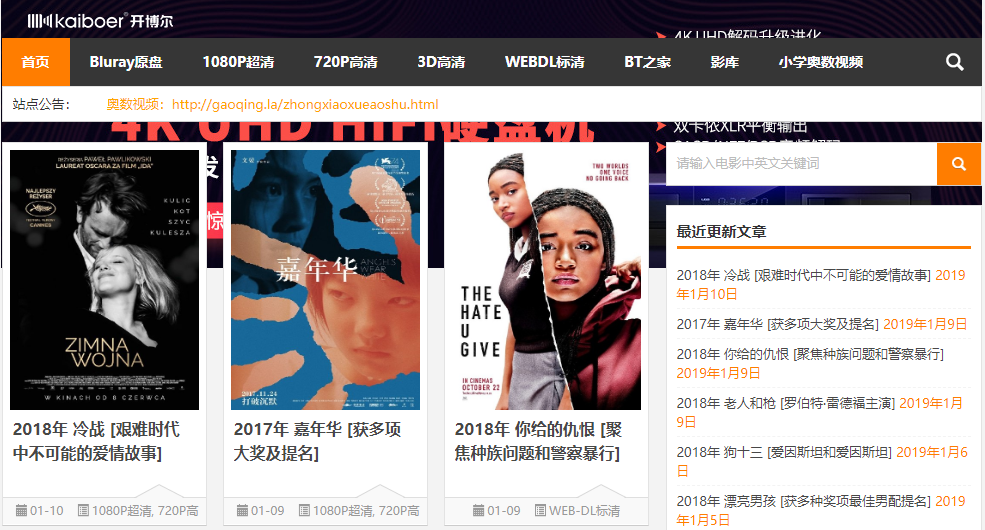 kaiboer 开博尔
4K UHD解码升级进化
首页 Bluray原盘 1080P超清 720P高清 3D高清 WEBDL标清 BT之家 影库 小学奥数视频
站点公告： 奥数视频：http://gaoqing.la/zhongxiaoxueaoshu.html
4K UHD HIFI硬盘机
双卡侬XLR平衡输出
请输入电影中英文关键词
REŻYSERIA PAWEŁ PAWLIKOWSKI
LAUREAT OSCARA ZA FILM „IDA"
NAJLEPSZY
REŻYSER
CANNES
KULIG
KOT
SZYC
KULESZA
ZIMNA
WOJNA
W KINACH OD 8 CZERWCA
文晏
嘉年华
ANGELS
WEAR
2017.11.24
打破沉默
TWO WORLDS
ONE VOICE
NO GOING BACK
THE
HATE
U
GIVE
IN CINEMAS
OCTOBER 22
2018年 冷战 [艰难时代
中不可能的爱情故事]
01-10 1080P超清, 720P高
2017年 嘉年华 [获多项
大奖及提名]
01-09 1080P超清, 720P高
2018年 你给的仇恨 [聚
焦种族问题和警察暴行]
01-09 WEB-DL标清
最近更新文章
2018年 冷战 [艰难时代中不可能的爱情故事] 2019
年1月10日
2017年 嘉年华 [获多项大奖及提名] 2019年1月9日
2018年 你给的仇恨 [聚焦种族问题和警察暴行]
2019年1月9日
2018年 老人和枪 [罗伯特·雷德福主演] 2019年1月
9日
2018年 狗十三 [爱因斯坦和爱因斯坦] 2019年1月6
日
2018年 漂亮男孩 [获多种奖项最佳男配提名] 2019
年1月5日